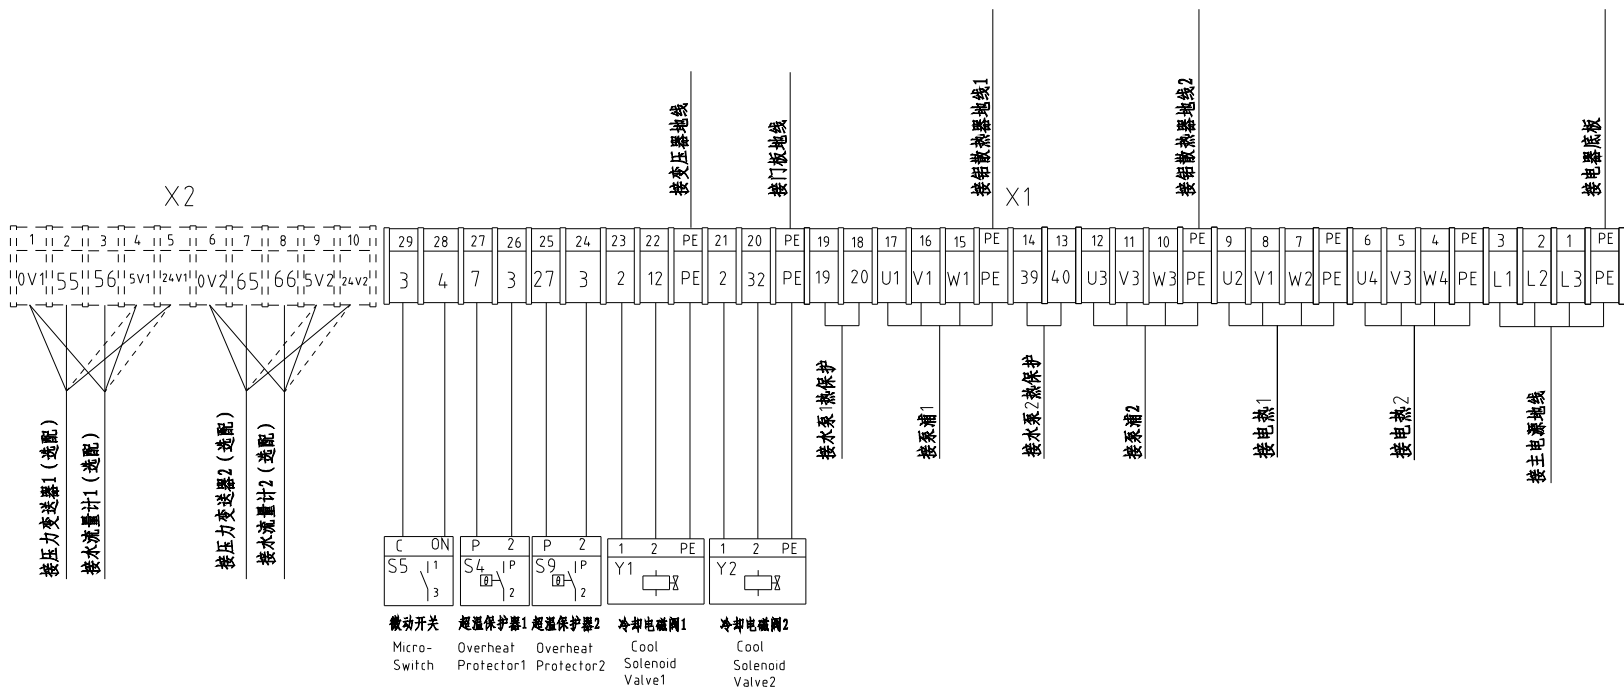 接变压器地线
接门板地线
接铝散热器地线1
接铝散热器地线2
接电器底板
X2
X1
1 2 3 4 5 6 7 8 9 10
0V1 55 56 5V1 24V1 0V2 65 66 5V2 24V2
29 28 27 26 25 24 23 22 PE 21 20 PE 19 18 17 16 15 PE 14 13 12 11 10 PE 9 8 7 PE 6 5 4 PE 3 2 1 PE
3 4 7 3 27 3 2 12 PE 2 32 PE 19 20 U1 V1 W1 PE 39 40 U3 V3 W3 PE U2 V1 W2 PE U4 V3 W4 PE L1 L2 L3 PE
接压力变送器1(选配)
接水流量计1(选配)
接压力变送器2(选配)
接水流量计2(选配)
接水泵1热保护
接泵浦1
接水泵2热保护
接泵浦2
接电热1
接电热2
接主电源地线
C ON
S5 1
3
P 2
S4 θ P
2
P 2
S9 θ P
2
1 2 PE
Y1
1 2 PE
Y2
微动开关
Micro-
Switch
超温保护器1
Overheat
Protector1
超温保护器2
Overheat
Protector2
冷却电磁阀1
Cool
Solenoid
Valve1
冷却电磁阀2
Cool
Solenoid
Valve2